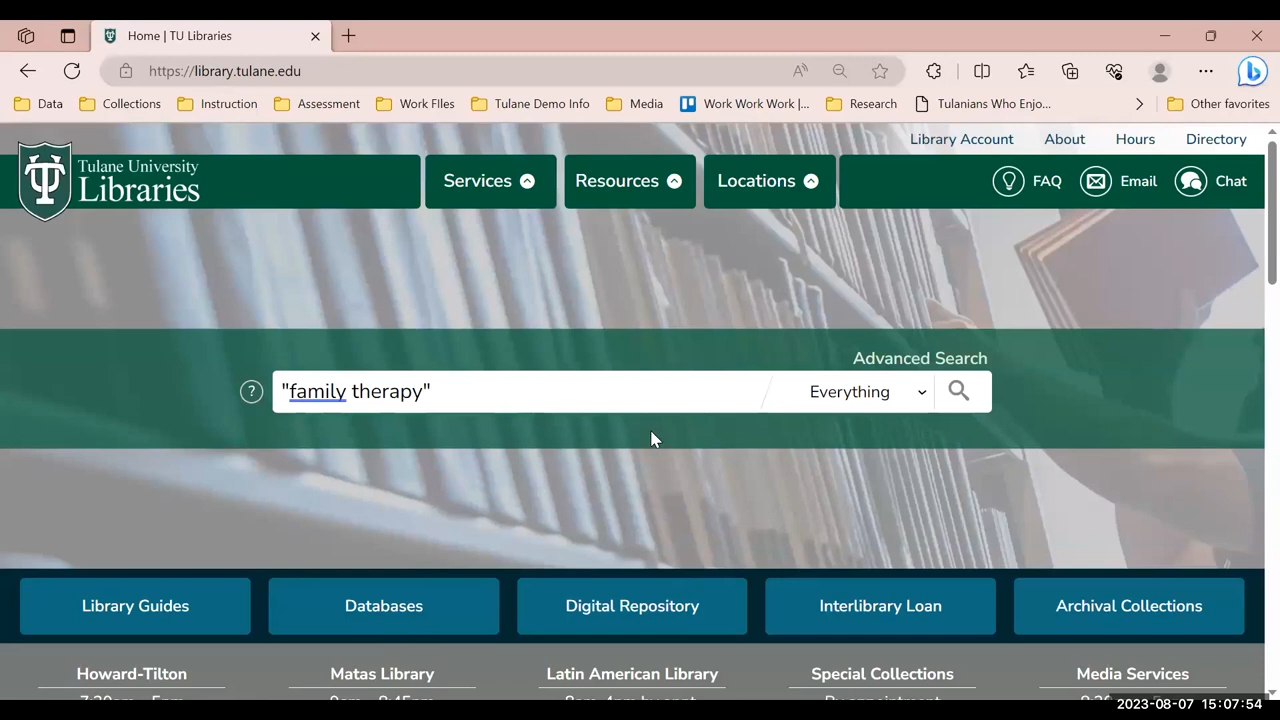 Home | TU Libraries
https://library.tulane.edu
Data Collections Instruction Assessment Work FIles Tulane Demo Info Media Work Work Work |... Research Tulanians Who Enjo... Other favorites
Library Account About Hours Directory
Tulane University
Libraries
Services Resources Locations FAQ Email Chat
Advanced Search
? "family therapy" Everything
Library Guides Databases Digital Repository Interlibrary Loan Archival Collections
Howard-Tilton Matas Library Latin American Library Special Collections Media Services
2023-08-07 15:07:54